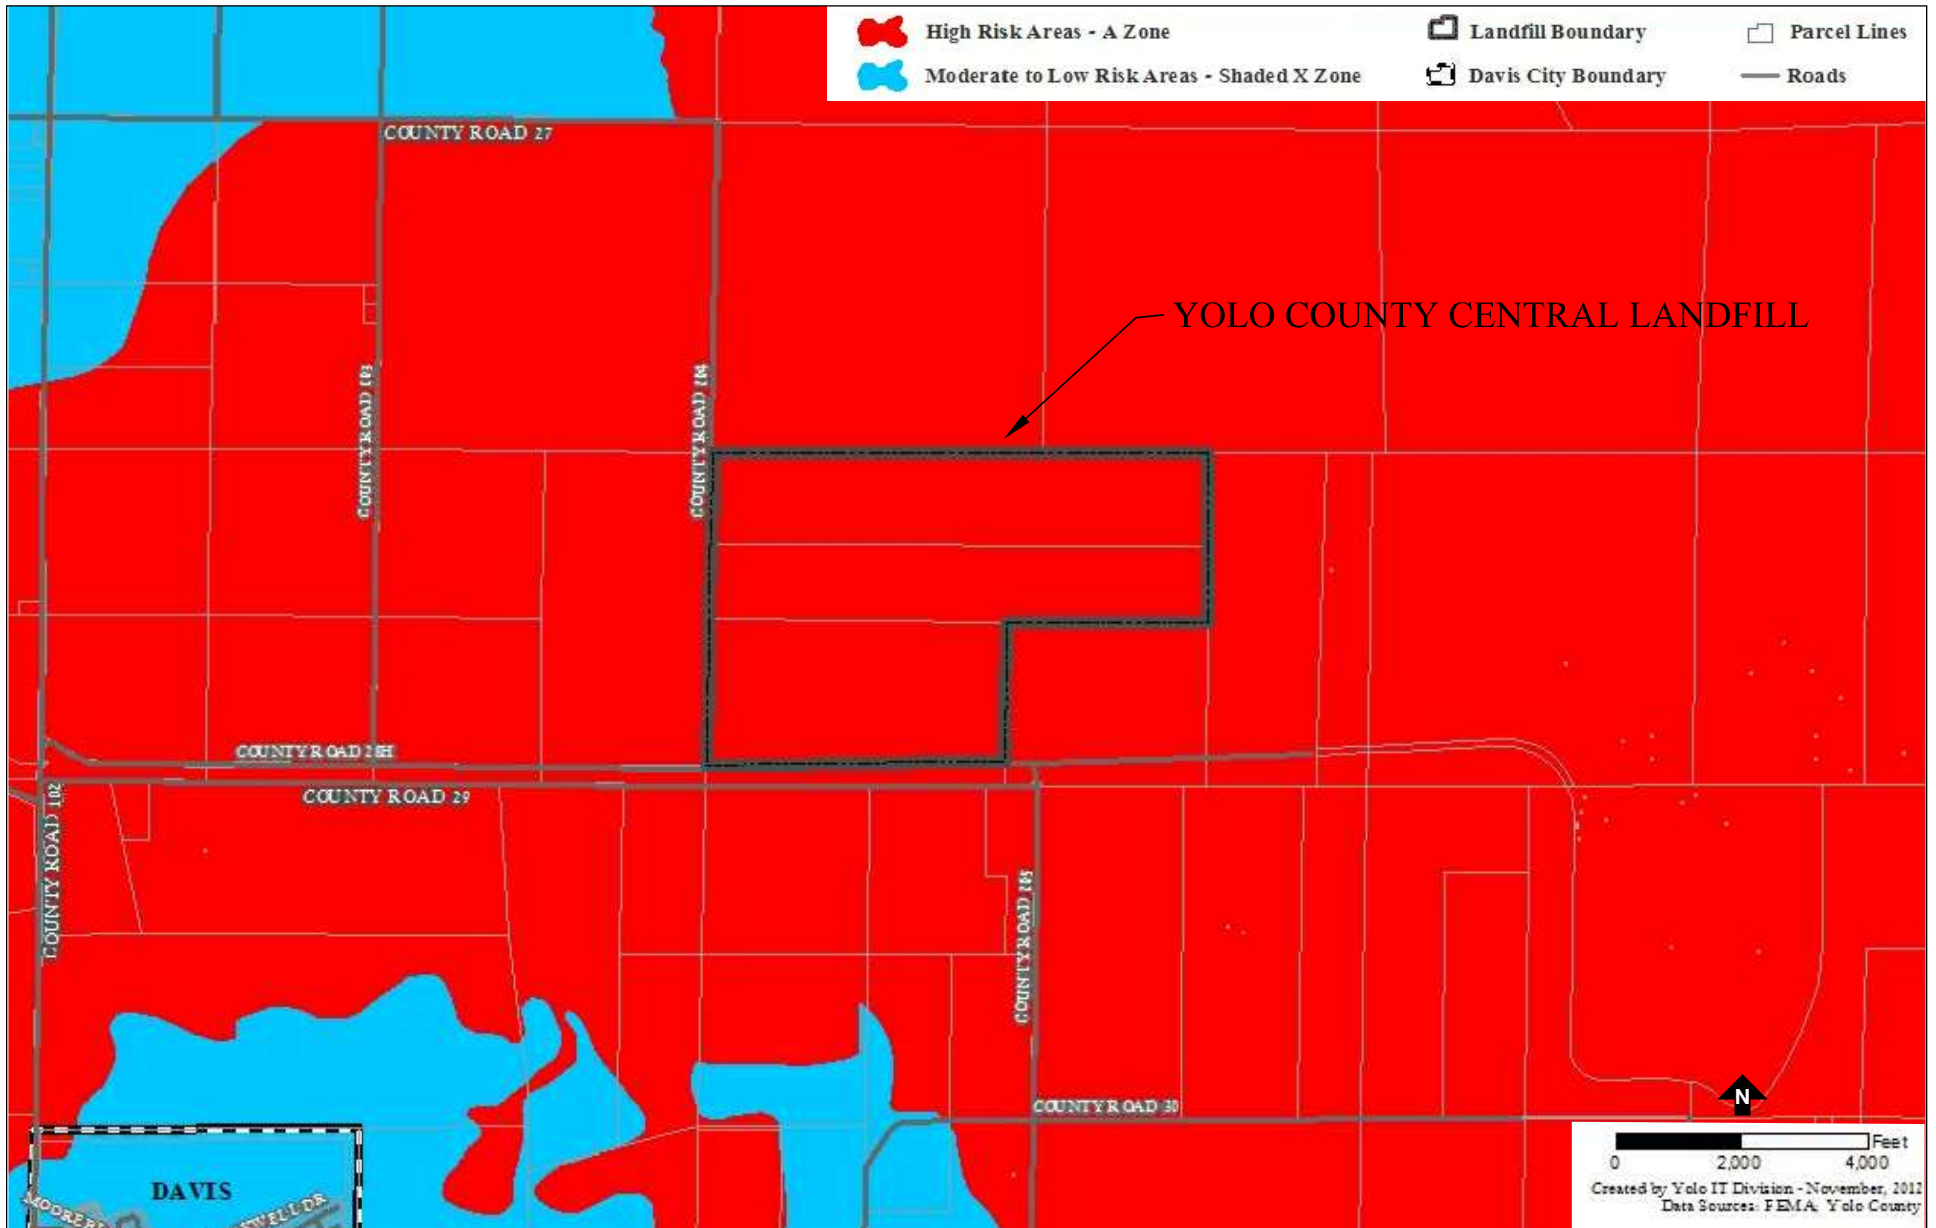 High Risk Areas - A Zone
Moderate to Low Risk Areas - Shaded X Zone
Landfill Boundary
Davis City Boundary
Parcel Lines
Roads
COUNTY ROAD 27
YOLO COUNTY CENTRAL LANDFILL
COUNTY ROAD 103
COUNTY ROAD 104
COUNTY ROAD 28H
COUNTY ROAD 29
COUNTY ROAD 102
COUNTY ROAD 105
COUNTY ROAD 30
N
DAVIS
Feet
0 2,000 4,000
Created by Yolo IT Division - November, 2012
Data Sources: FEMA, Yolo County